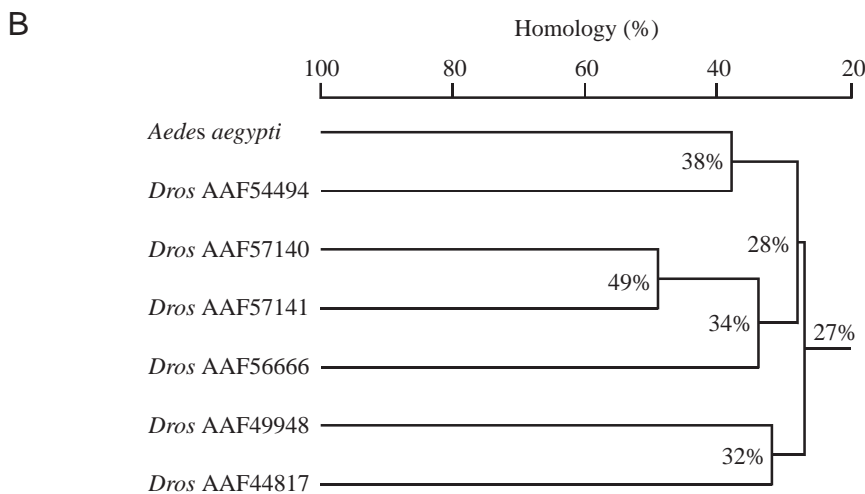 B
Homology (%)
100 80 60 40 20
Aedes aegypti
38%
Dros AAF54494
Dros AAF57140
28%
49%
Dros AAF57141
34%
27%
Dros AAF56666
Dros AAF49948
32%
Dros AAF44817